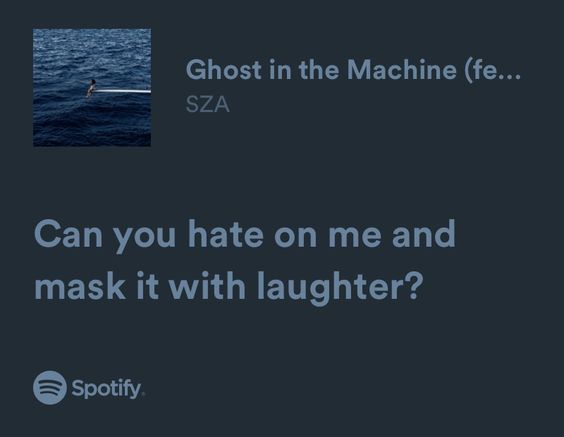 Ghost in the Machine (fe...
SZA
Can you hate on me and
mask it with laughter?
Spotify®